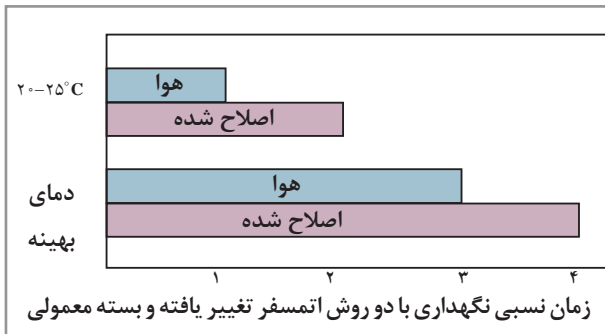 هوا
۲۰–۲۵°C
اصلاح شده
هوا
دمای
اصلاح شده
بهینه
۱ ۲ ۳ ۴
زمان نسبی نگهداری با دو روش اتمسفر تغییر یافته و بسته معمولی